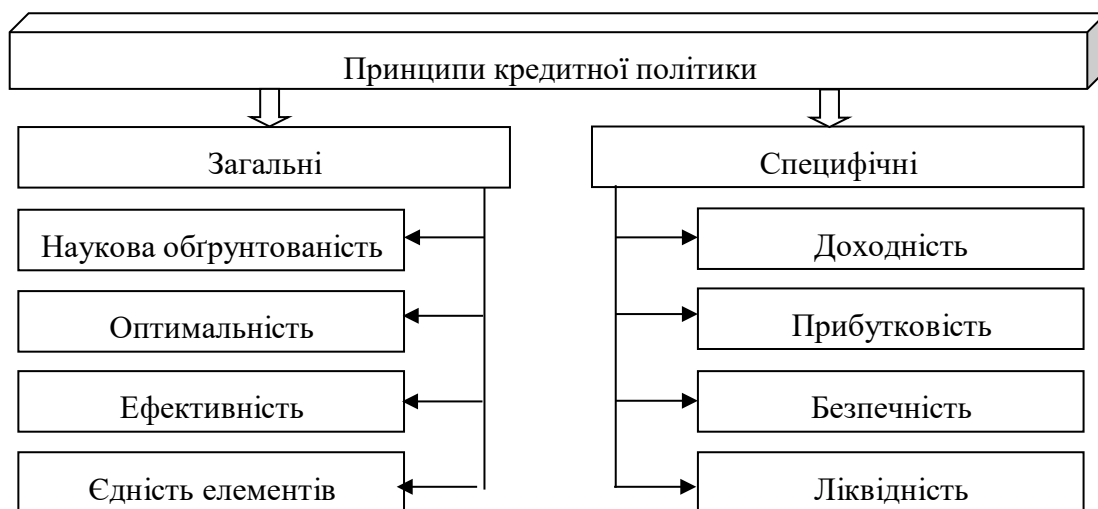 Принципи кредитної політики
Загальні
Специфічні
Наукова обґрунтованість
Доходність
Оптимальність
Прибутковість
Ефективність
Безпечність
Єдність елементів
Ліквідність